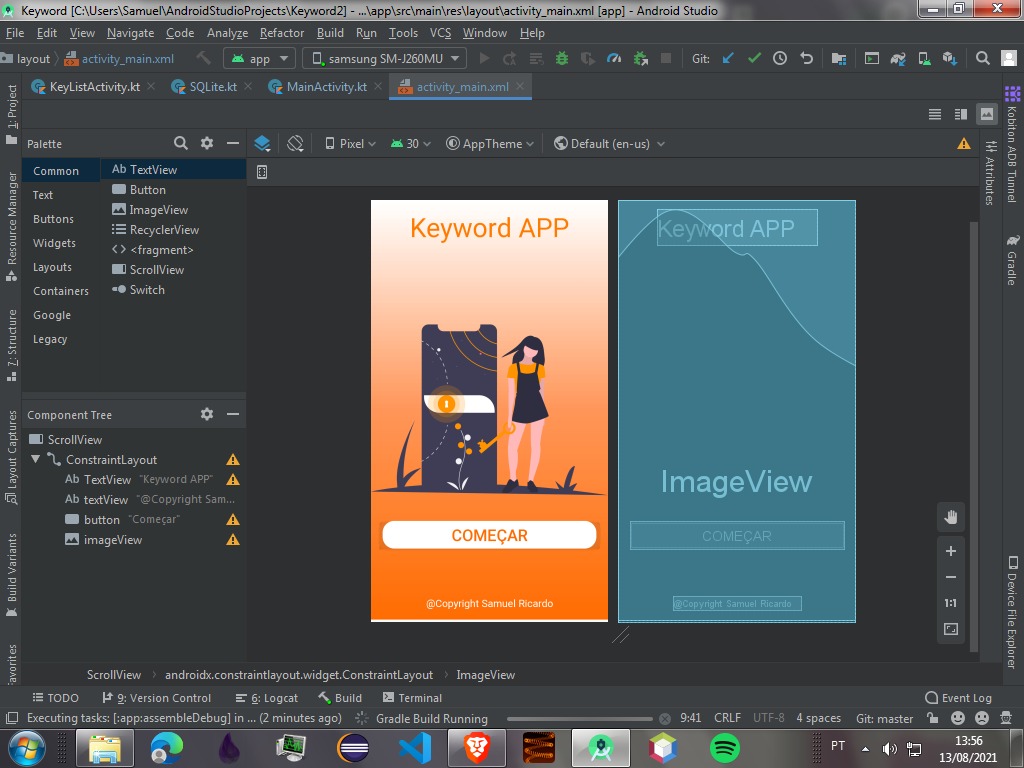 Keyword [C:\Users\Samuel\AndroidStudioProjects\Keyword2] - ...\app\src\main\res\layout\activity_main.xml [app] - Android Studio
File Edit View Navigate Code Analyze Refactor Build Run Tools VCS Window Help
layout activity_main.xml app samsung SM-J260MU Git:
KeyListActivity.kt SQLite.kt MainActivity.kt activity_main.xml
1: Project
Resource Manager
7: Structure
Layout Captures
Build Variants
avorites
Palette
Common
Text
Buttons
Widgets
Layouts
Containers
Google
Legacy
Ab TextView
Button
ImageView
RecyclerView
<> <fragment>
ScrollView
Switch
Component Tree
ScrollView
ConstraintLayout
Ab TextView "Keyword APP"
Ab textView "@Copyright Sam...
button "Começar"
imageView
Pixel 30 AppTheme Default (en-us)
Keyword APP
COMEÇAR
@Copyright Samuel Ricardo
Keyword APP
ImageView
COMEÇAR
@Copyright Samuel Ricardo
1:1
Kobiton ADB Tunnel
Attributes
Gradle
Device File Explorer
ScrollView androidx.constraintlayout.widget.ConstraintLayout ImageView
TODO 9: Version Control 6: Logcat Build Terminal Event Log
Executing tasks: [:app:assembleDebug] in ... (2 minutes ago) Gradle Build Running 9:41 CRLF UTF-8 4 spaces Git: master
PT 13:56
13/08/2021